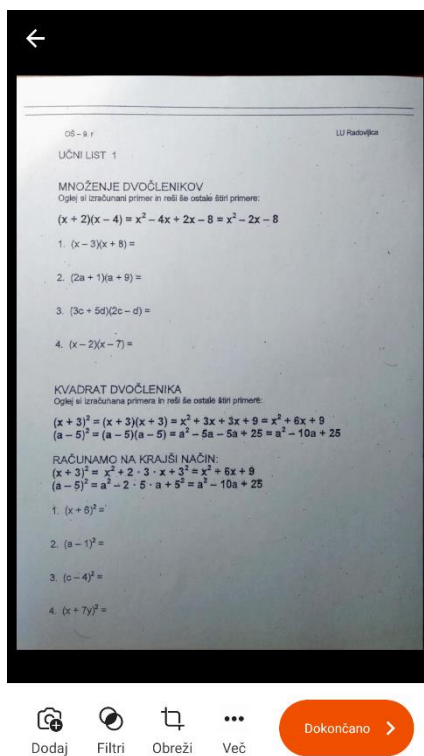 OŠ – 9. r
LU Radovljica
UČNI LIST 1
MNOŽENJE DVOČLENIKOV
Oglej si izračunani primer in reši še ostale štiri primere:
(x + 2)(x – 4) = x² – 4x + 2x – 8 = x² – 2x – 8
1. (x – 3)(x + 8) =
2. (2a + 1)(a + 9) =
3. (3c + 5d)(2c – d) =
4. (x – 2)(x – 7) =
KVADRAT DVOČLENIKA
Oglej si izračunana primera in reši še ostale štiri primere:
(x + 3)² = (x + 3)(x + 3) = x² + 3x + 3x + 9 = x² + 6x + 9
(a – 5)² = (a – 5)(a – 5) = a² – 5a – 5a + 25 = a² – 10a + 25
RAČUNAMO NA KRAJŠI NAČIN:
(x + 3)² = x² + 2 · 3 · x + 3² = x² + 6x + 9
(a – 5)² = a² – 2 · 5 · a + 5² = a² – 10a + 25
1. (x + 6)² =
2. (a – 1)² =
3. (c – 4)² =
4. (x + 7y)² =
Dodaj
Filtri
Obreži
Več
Dokončano